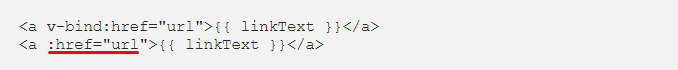 <a v-bind:href="url">{{ linkText }}</a>
<a :href="url">{{ linkText }}</a>